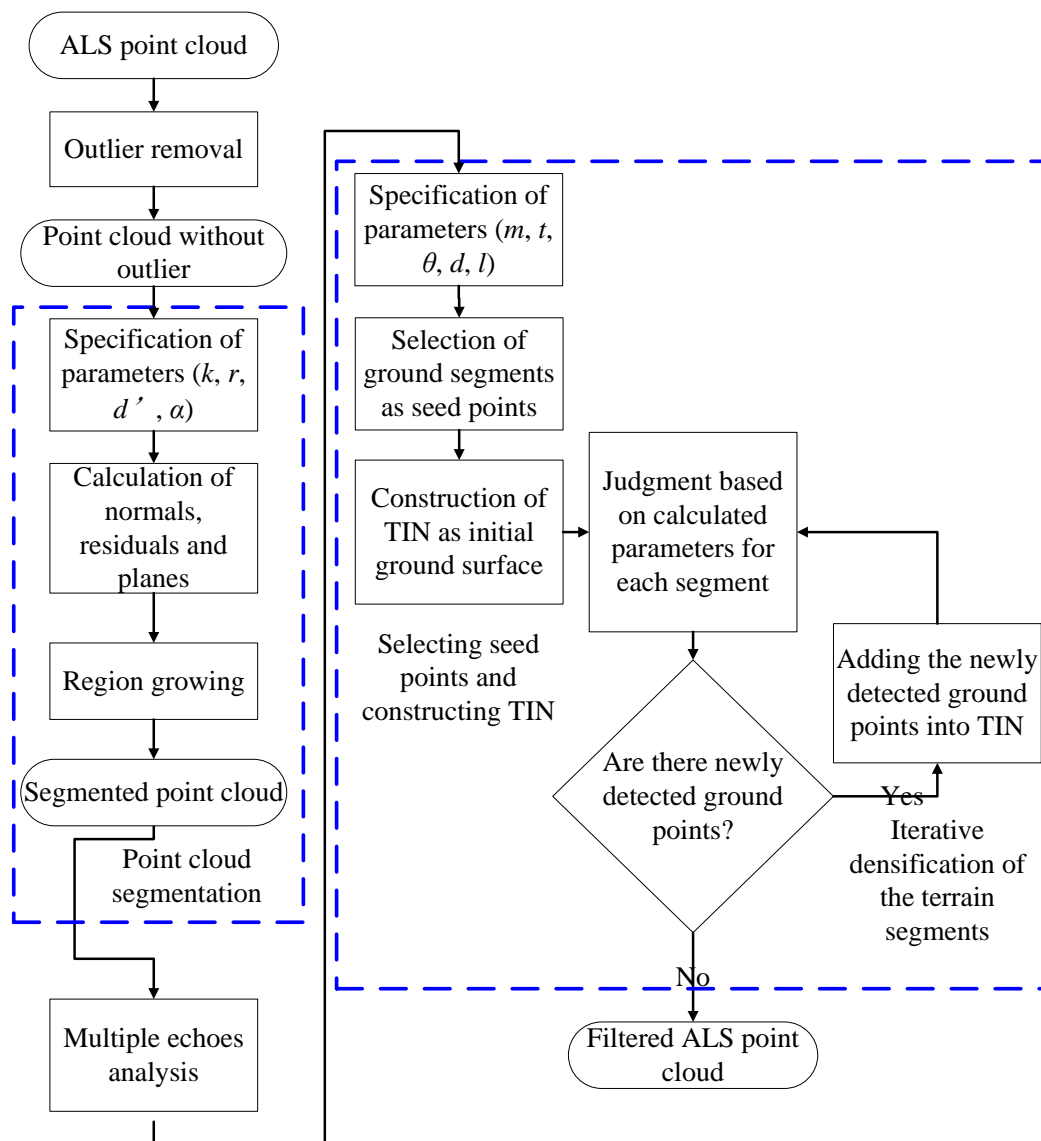 ALS point cloud
Outlier removal
Point cloud without
outlier
Specification of
parameters (k, r,
d’, α)
Calculation of
normals,
residuals and
planes
Region growing
Segmented point cloud
Point cloud
segmentation
Multiple echoes
analysis
Specification of
parameters (m, t,
θ, d, l)
Selection of
ground segments
as seed points
Construction of
TIN as initial
ground surface
Selecting seed
points and
constructing TIN
Judgment based
on calculated
parameters for
each segment
Are there newly
detected ground
points?
Yes
Adding the newly
detected ground
points into TIN
Iterative
densification of
the terrain
segments
No
Filtered ALS point
cloud